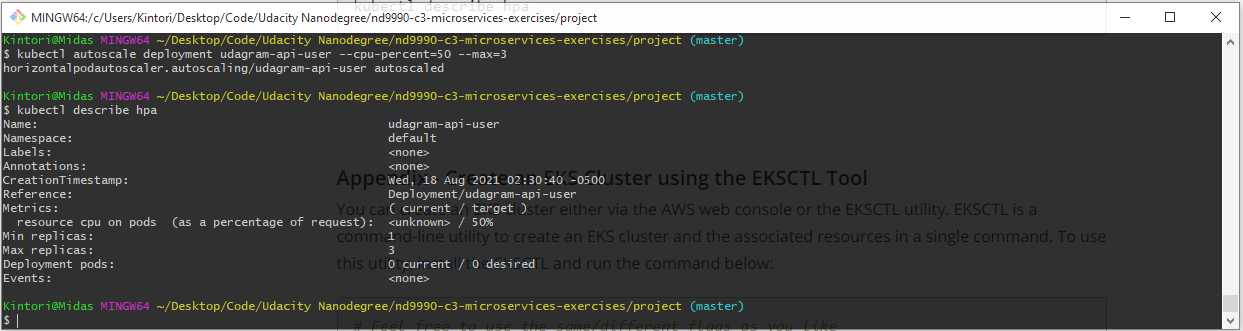 kubectl describe hpa
MINGW64:/c/Users/Kintori/Desktop/Code/Udacity Nanodegree/nd9990-c3-microservices-exercises/project
Kintori@Midas MINGW64 ~/Desktop/Code/Udacity Nanodegree/nd9990-c3-microservices-exercises/project (master)
$ kubectl autoscale deployment udagram-api-user --cpu-percent=50 --max=3
horizontalpodautoscaler.autoscaling/udagram-api-user autoscaled
Kintori@Midas MINGW64 ~/Desktop/Code/Udacity Nanodegree/nd9990-c3-microservices-exercises/project (master)
$ kubectl describe hpa
Name: udagram-api-user
Namespace: default
Labels: <none>
Annotations: <none>
CreationTimestamp: Wed, 18 Aug 2021 02:30:40 -0500
Reference: Deployment/udagram-api-user
Metrics: ( current / target )
resource cpu on pods (as a percentage of request): <unknown> / 50%
Min replicas: 1
Max replicas: 3
Deployment pods: 0 current / 0 desired
Events: <none>
Kintori@Midas MINGW64 ~/Desktop/Code/Udacity Nanodegree/nd9990-c3-microservices-exercises/project (master)
$
Appendix Create an EKS Cluster using the EKSCTL Tool
You can cluster either via the AWS web console or the EKSCTL utility. EKSCTL is a
command-line utility to create an EKS cluster and the associated resources in a single command. To use
this utility EKSCTL and run the command below:
# Feel free to use the same/different flags as you like